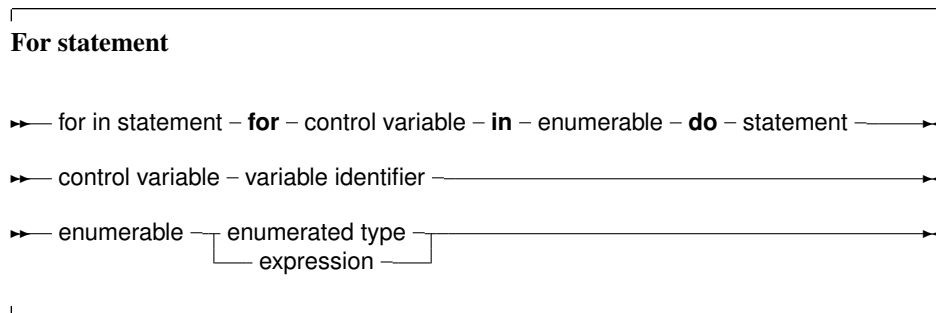 For statement
for in statement – for – control variable – in – enumerable – do – statement
control variable – variable identifier
enumerable enumerated type
expression